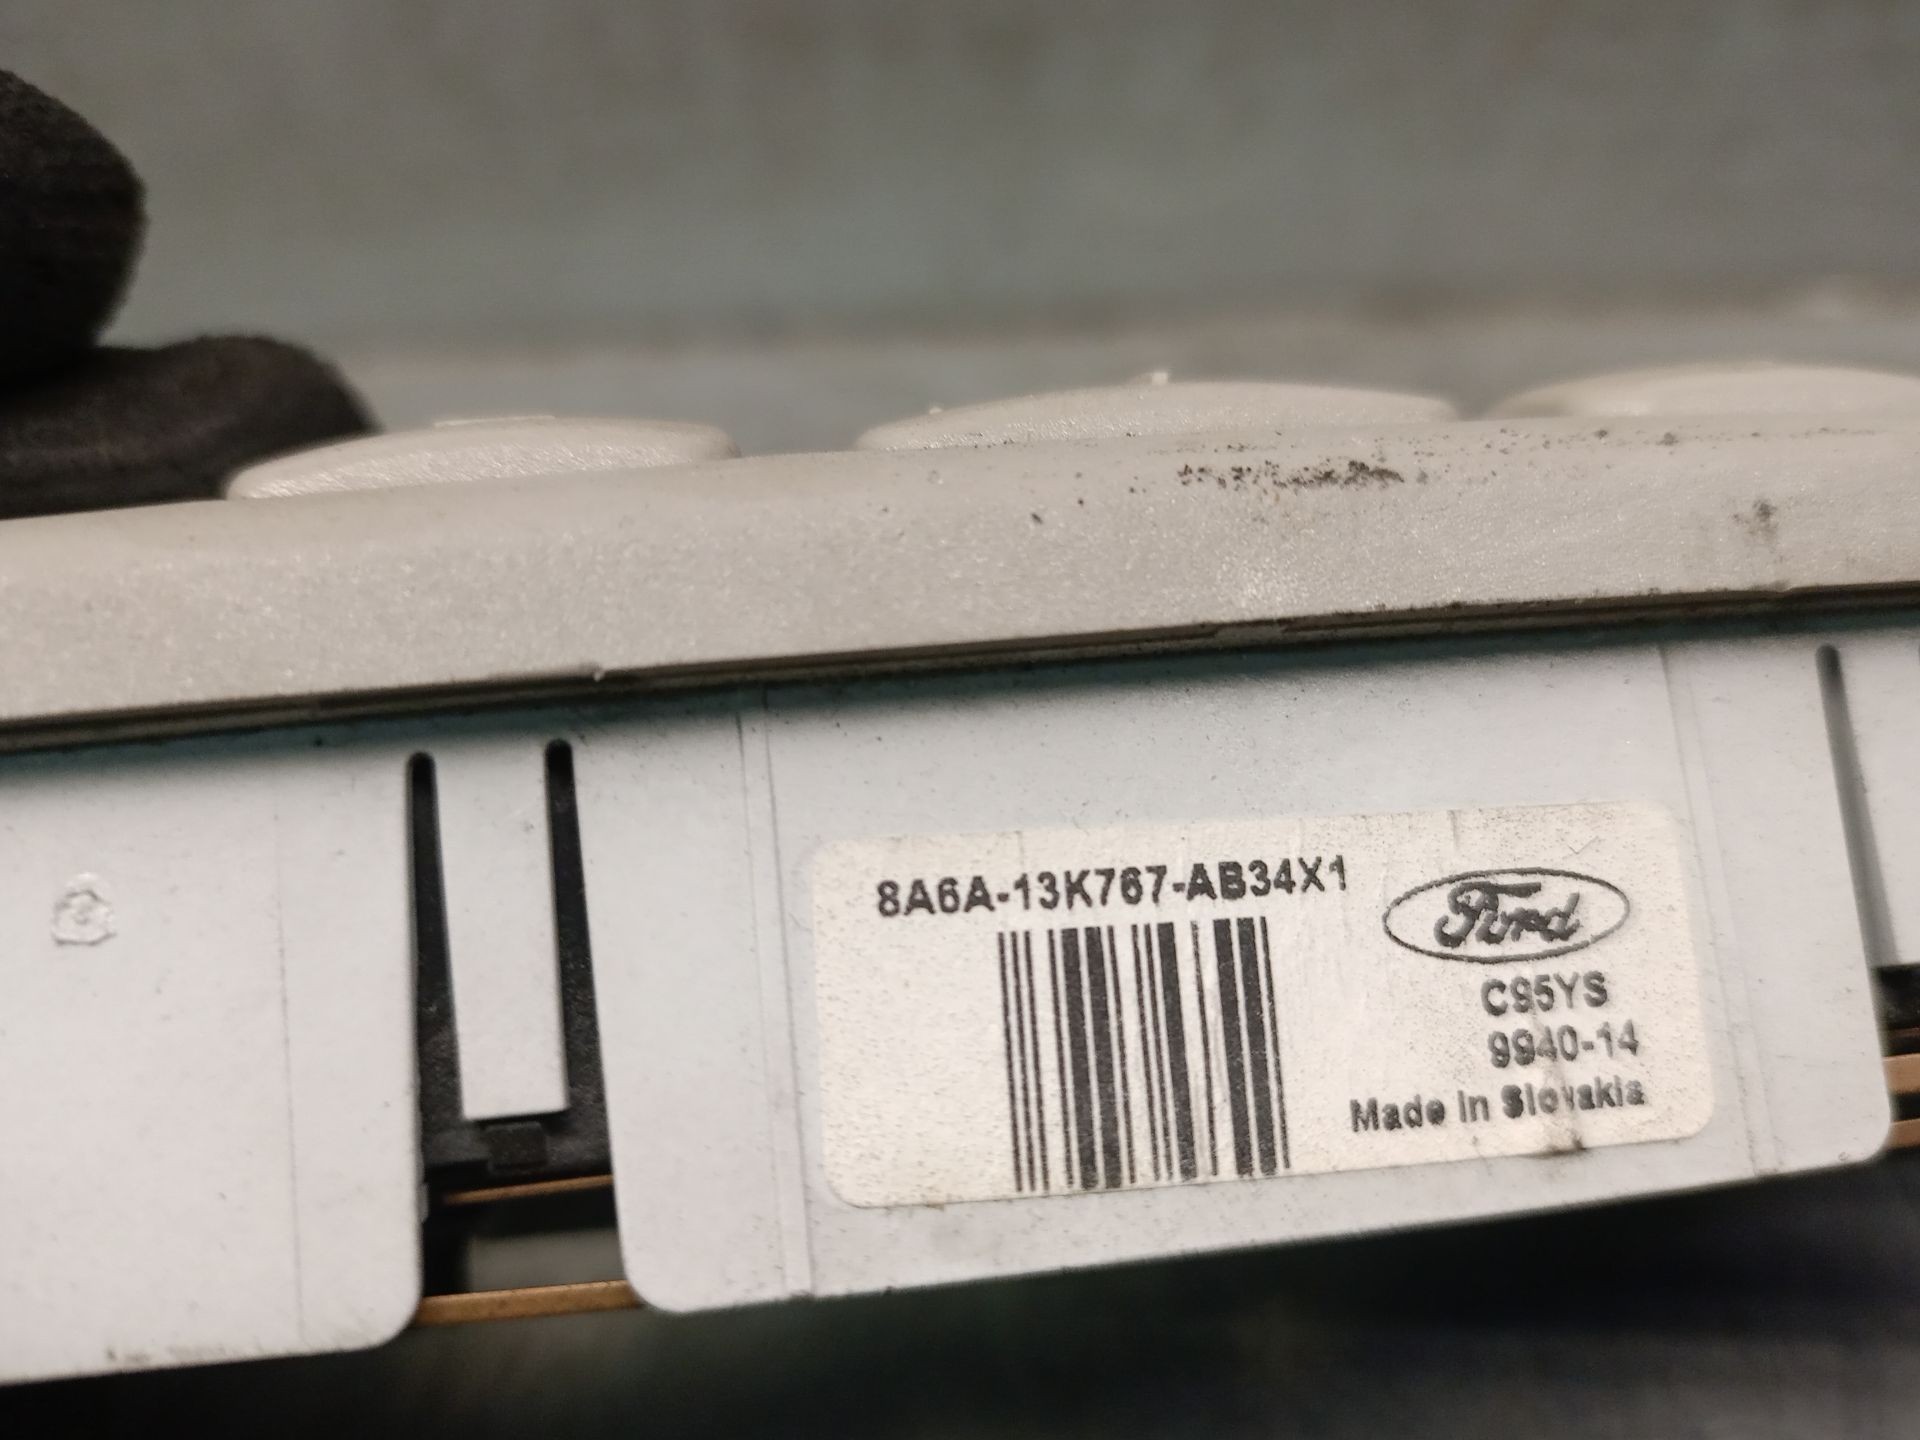 8A6A-13K767-AB34X1
Ford
C95YS
9940-14
Made in Slovakia